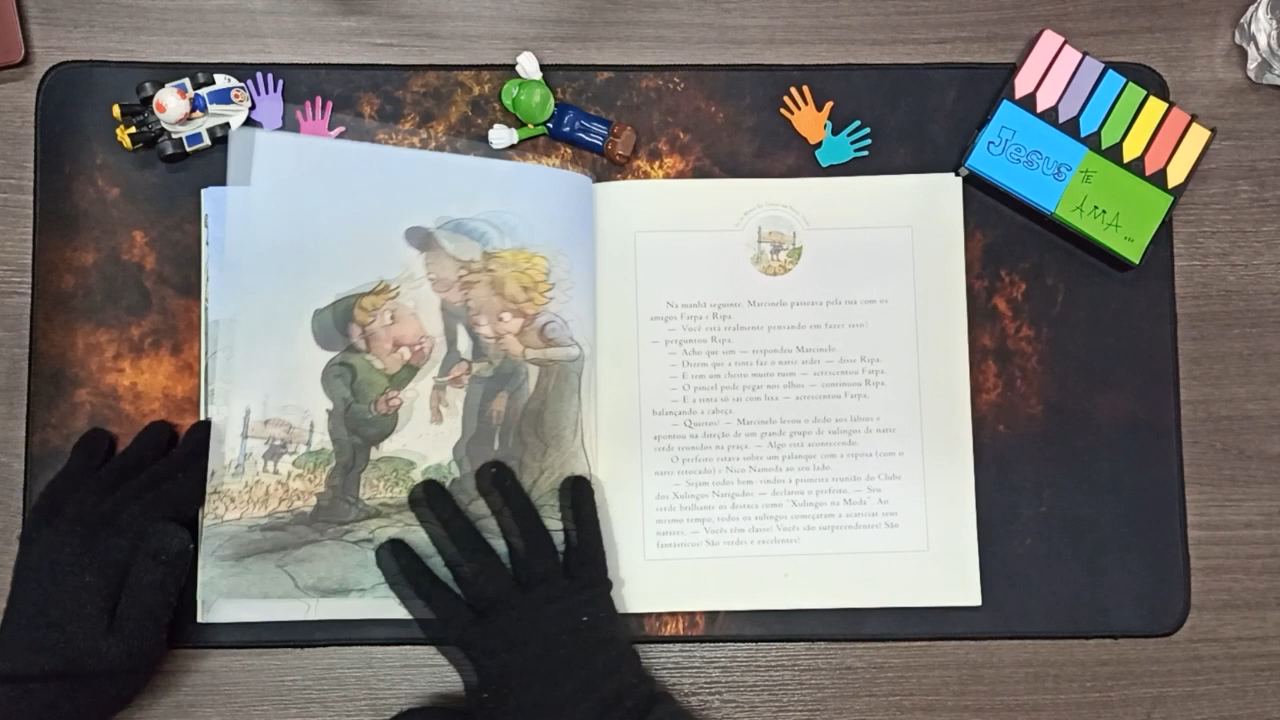 Jesus
TE
AMA...
Na manhã seguinte, Marcinelo passeava pela rua com os
amigos Farpa e Ripa.
— Você está realmente pensando em fazer isso?
— perguntou Ripa.
— Acho que sim — respondeu Marcinelo.
— Dizem que a tinta faz o nariz arder — disse Ripa.
— E tem um cheiro muito ruim — acrescentou Farpa.
— O pincel pode pegar nos olhos — continuou Ripa.
— E a tinta só sai com lixa — acrescentou Farpa,
balançando a cabeça.
— Quietos! — Marcinelo levou o dedo aos lábios e
apontou na direção de um grande grupo de xulingos de nariz
verde reunidos na praça. — Algo está acontecendo.
O prefeito estava sobre um palanque com a esposa (com o
nariz retocado) e Nico Namoda ao seu lado.
— Sejam todos bem-vindos à primeira reunião do Clube
dos Xulingos Narigudos — declarou o prefeito. — Seu
verde brilhante os destaca como "Xulingos na Moda". Ao
mesmo tempo, todos os xulingos começaram a acariciar seus
narizes. — Vocês têm classe! Vocês são surpreendentes! São
fantásticos! São verdes e excelentes!